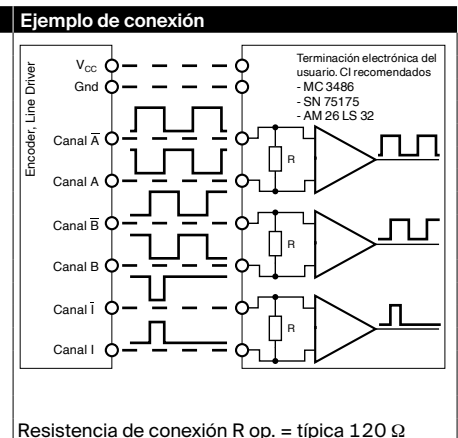 Ejemplo de conexión
Encoder, Line Driver
V_CC
Gnd
Canal A̅
Canal A
Canal B̅
Canal B
Canal I̅
Canal I
Terminación electrónica del
usuario. CI recomendados
- MC 3486
- SN 75175
- AM 26 LS 32
R
R
R
Resistencia de conexión R op. = típica 120 Ω